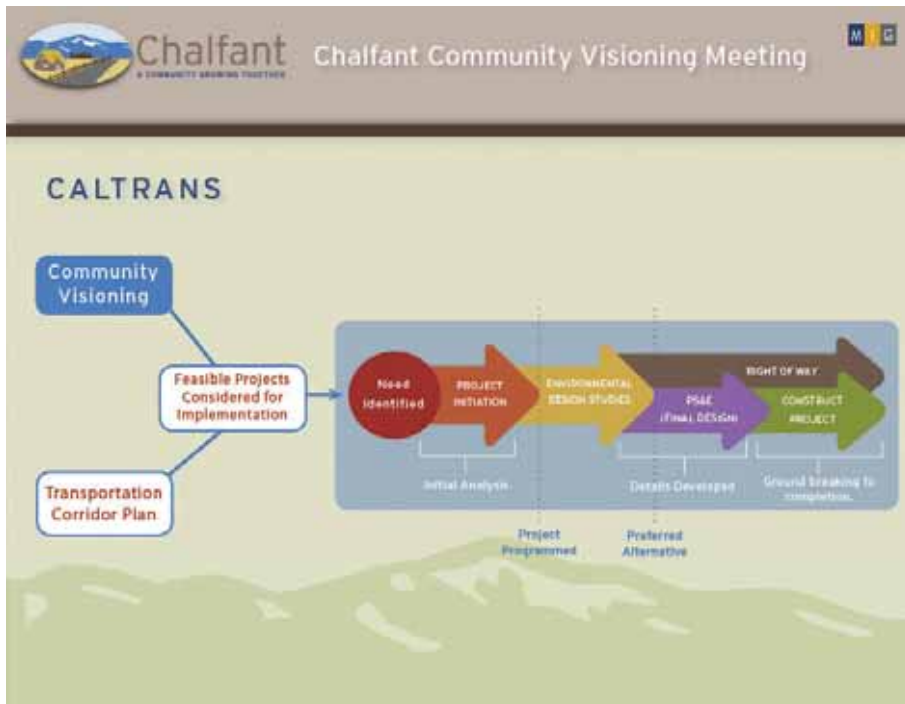 Chalfant
A COMMUNITY GROWING TOGETHER
Chalfant Community Visioning Meeting
M I G
CALTRANS
Community
Visioning
Feasible Projects
Considered for
Implementation
Transportation
Corridor Plan
Need
Identified
PROJECT
INITIATION
ENVIRONMENTAL
DESIGN STUDIES
RIGHT OF WAY
PS&E
(FINAL DESIGN)
CONSTRUCT
PROJECT
Initial Analysis.
Details Developed
Ground breaking to
completion.
Project
Programmed
Preferred
Alternative